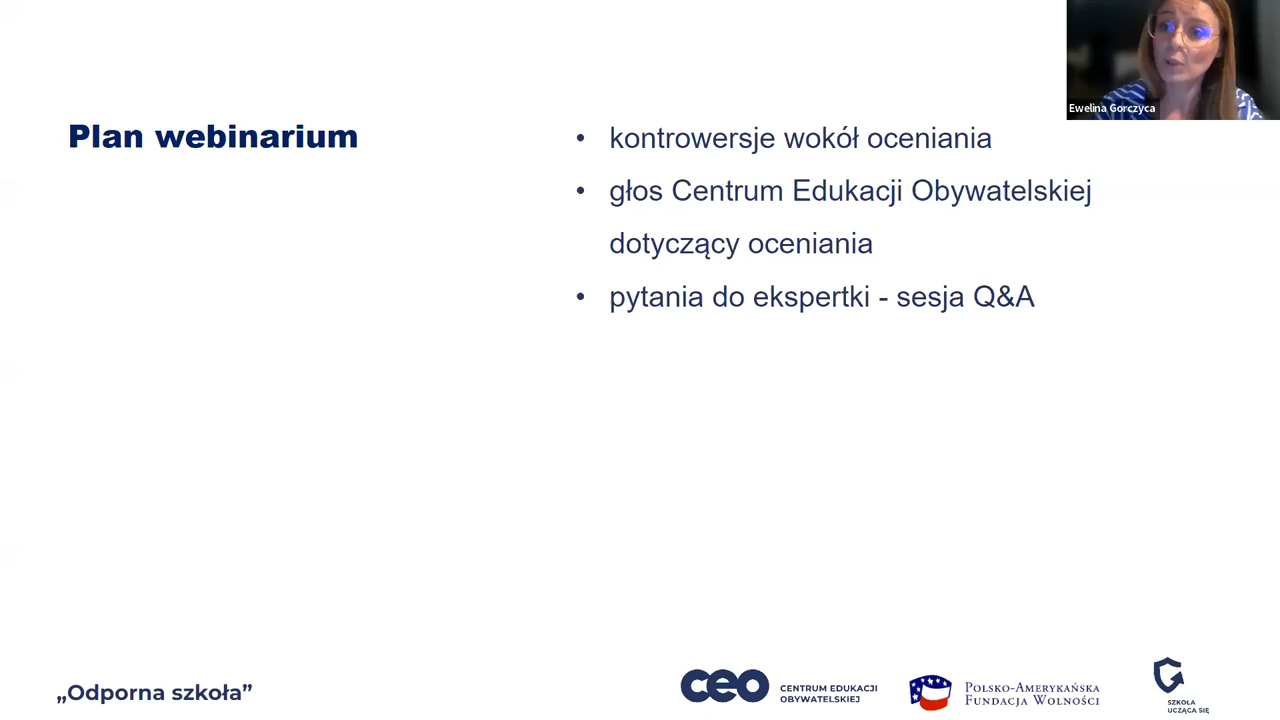 Ewelina Gorczyca
Plan webinarium
• kontrowersje wokół oceniania
• głos Centrum Edukacji Obywatelskiej
dotyczący oceniania
• pytania do ekspertki - sesja Q&A
„Odporna szkoła”
ceo
CENTRUM EDUKACJI
OBYWATELSKIEJ
POLSKO-AMERYKAŃSKA
FUNDACJA WOLNOŚCI
SZKOŁA
UCZĄCA SIĘ